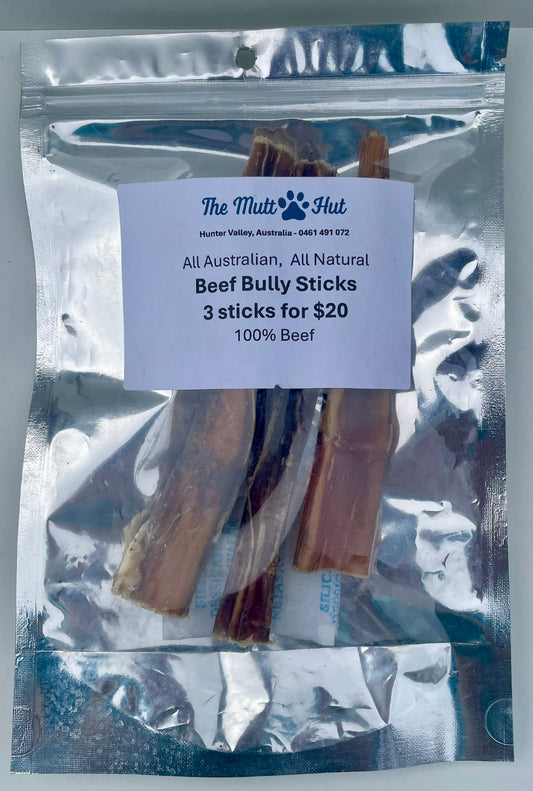 The Mutt Hut
Hunter Valley, Australia - 0461 491 072
All Australian, All Natural
Beef Bully Sticks
3 sticks for $20
100% Beef